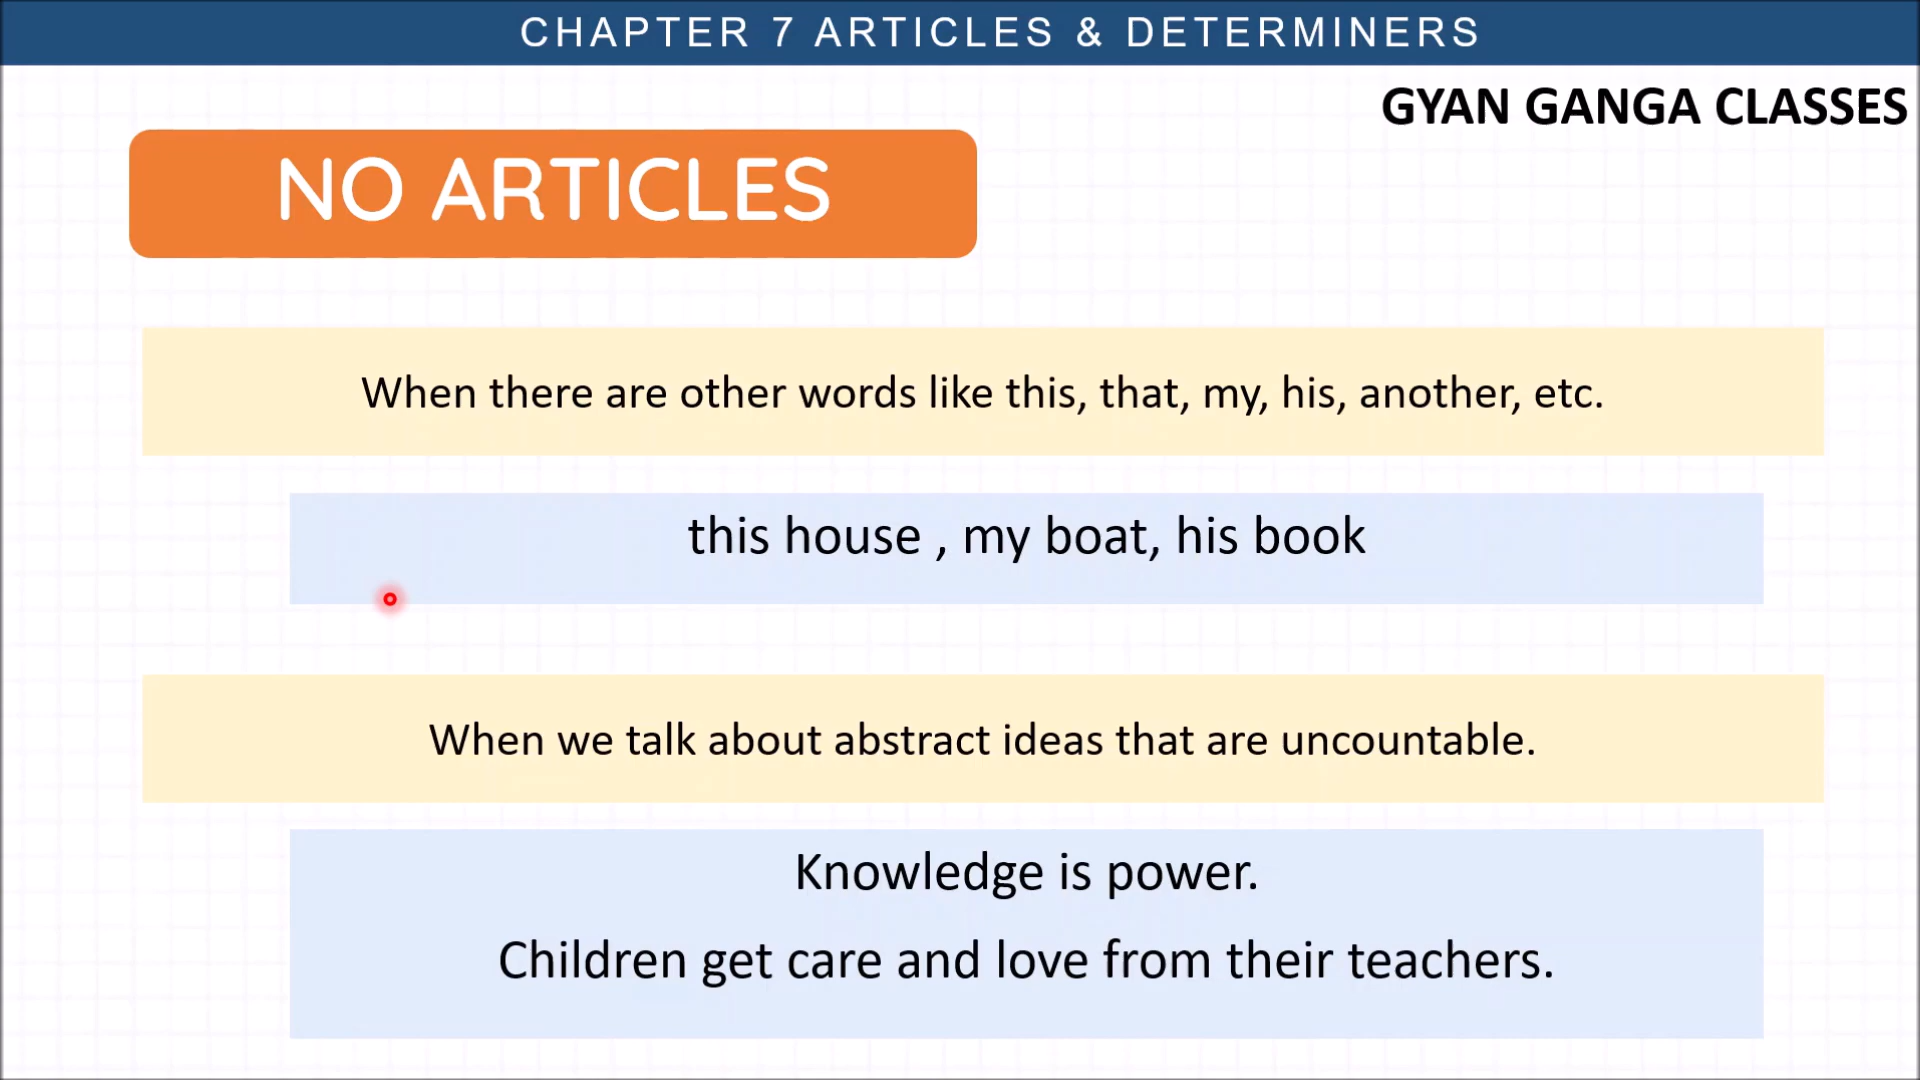 CHAPTER 7 ARTICLES & DETERMINERS
GYAN GANGA CLASSES
NO ARTICLES
When there are other words like this, that, my, his, another, etc.
this house , my boat, his book
When we talk about abstract ideas that are uncountable.
Knowledge is power.
Children get care and love from their teachers.